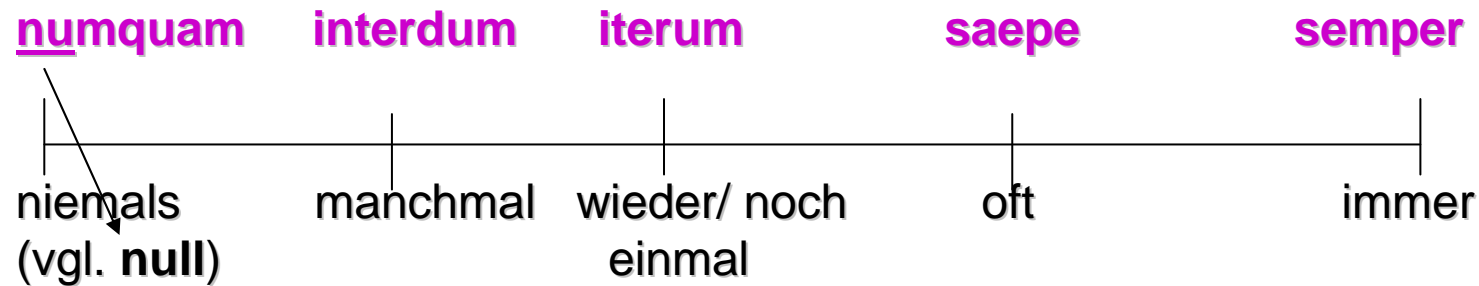 numquam interdum iterum saepe semper
niemals manchmal wieder/ noch oft immer
(vgl. null) einmal